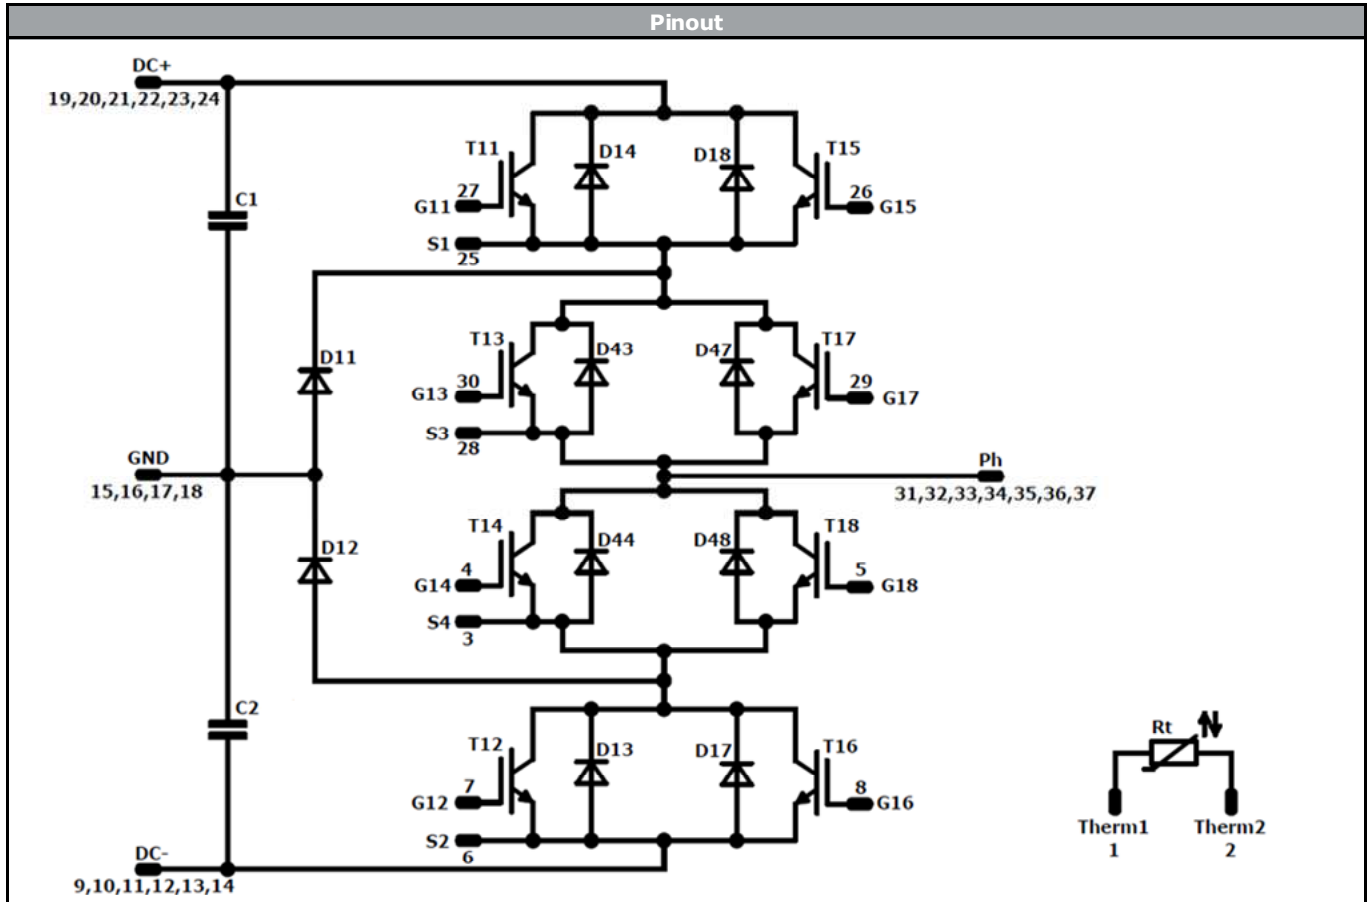 Pinout
DC+
19,20,21,22,23,24
T11
D14
D18
T15
27
26
G11
G15
C1
S1
25
T13
D43
D47
T17
D11
30
29
G13
G17
S3
28
GND
15,16,17,18
Ph
31,32,33,34,35,36,37
T14
D44
D48
T18
D12
4
5
G14
G18
S4
3
C2
T12
D13
D17
T16
Rt
7
8
G12
G16
Therm1
Therm2
S2
1
2
6
DC-
9,10,11,12,13,14